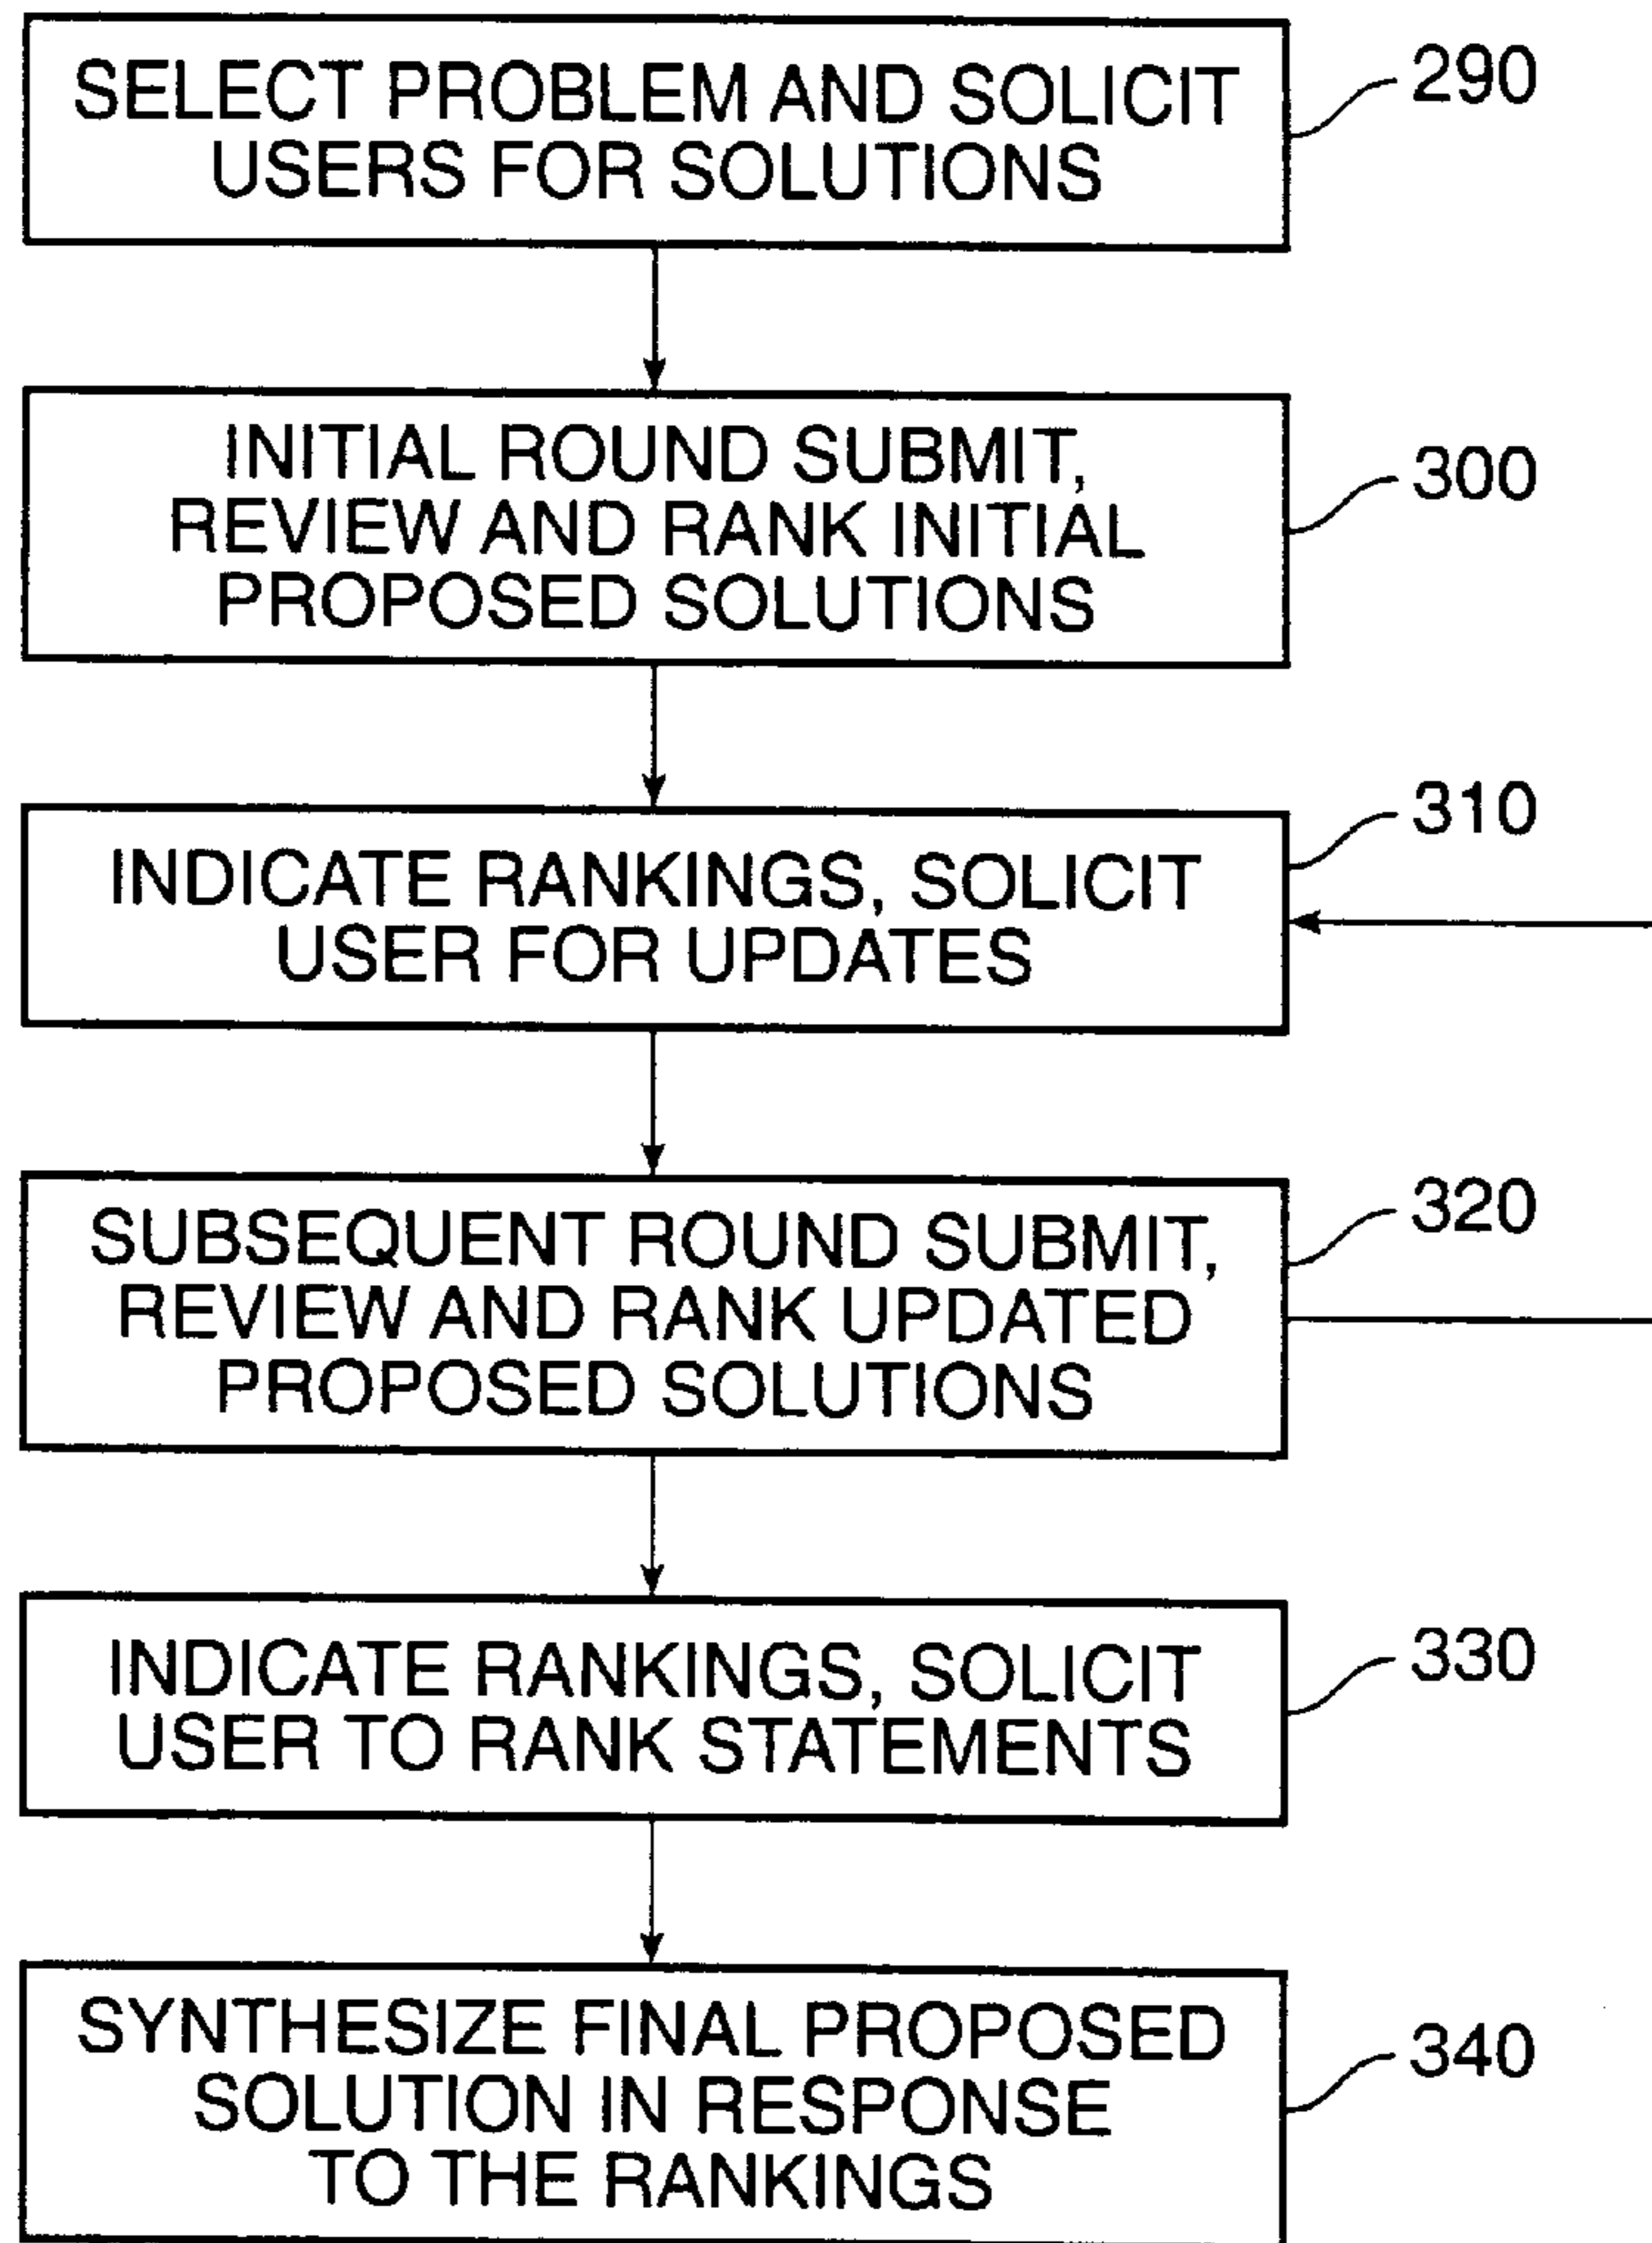 SELECT PROBLEM AND SOLICIT
USERS FOR SOLUTIONS
290
INITIAL ROUND SUBMIT,
REVIEW AND RANK INITIAL
PROPOSED SOLUTIONS
300
INDICATE RANKINGS, SOLICIT
USER FOR UPDATES
310
SUBSEQUENT ROUND SUBMIT,
REVIEW AND RANK UPDATED
PROPOSED SOLUTIONS
320
INDICATE RANKINGS, SOLICIT
USER TO RANK STATEMENTS
330
SYNTHESIZE FINAL PROPOSED
SOLUTION IN RESPONSE
TO THE RANKINGS
340